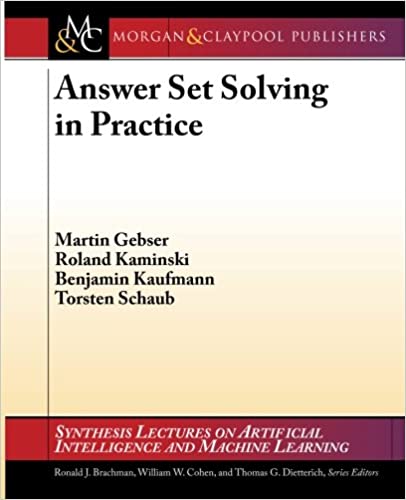 M
&C
MORGAN&CLAYPOOL PUBLISHERS
Answer Set Solving
in Practice
Martin Gebser
Roland Kaminski
Benjamin Kaufmann
Torsten Schaub
SYNTHESIS LECTURES ON ARTIFICIAL
INTELLIGENCE AND MACHINE LEARNING
Ronald J. Brachman, William W. Cohen, and Thomas G. Dietterich, Series Editors